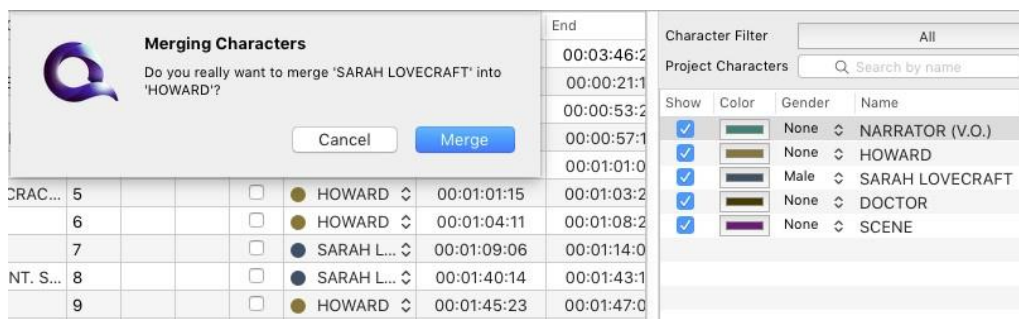 End
Merging Characters
Do you really want to merge 'SARAH LOVECRAFT' into
'HOWARD'?
Cancel Merge
00:03:46:2
00:00:21:1
00:00:53:2
00:00:57:1
00:01:01:0
CRAC... 5 HOWARD 00:01:01:15 00:01:03:2
6 HOWARD 00:01:04:11 00:01:08:2
7 SARAH L... 00:01:09:06 00:01:14:0
NT. S... 8 SARAH L... 00:01:40:14 00:01:43:1
9 HOWARD 00:01:45:23 00:01:47:0
Character Filter All
Project Characters Search by name
Show Color Gender Name
None NARRATOR (V.O.)
None HOWARD
Male SARAH LOVECRAFT
None DOCTOR
None SCENE